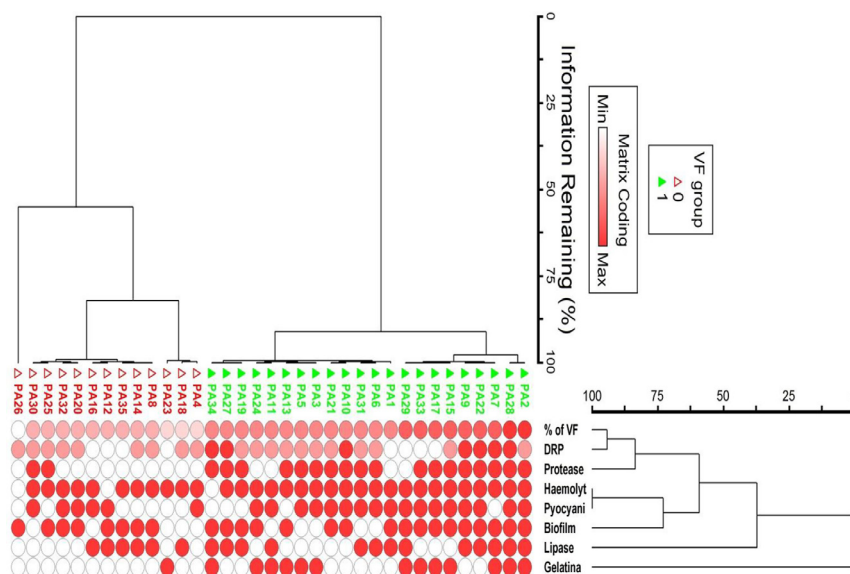 Information Remaining (%)
0
25
50
75
100
Matrix Coding
Min
Max
VF group
0
1
100
75
50
25
PA26
PA30
PA25
PA32
PA20
PA16
PA12
PA35
PA14
PA8
PA23
PA18
PA4
PA34
PA27
PA19
PA24
PA11
PA13
PA5
PA3
PA21
PA10
PA31
PA6
PA1
PA29
PA33
PA17
PA15
PA9
PA22
PA7
PA28
PA2
% of VF
DRP
Protease
Haemolyt
Pyocyani
Biofilm
Lipase
Gelatina